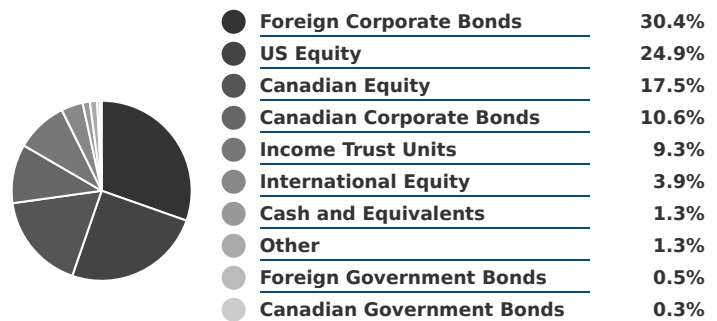 Foreign Corporate Bonds 30.4%
US Equity 24.9%
Canadian Equity 17.5%
Canadian Corporate Bonds 10.6%
Income Trust Units 9.3%
International Equity 3.9%
Cash and Equivalents 1.3%
Other 1.3%
Foreign Government Bonds 0.5%
Canadian Government Bonds 0.3%